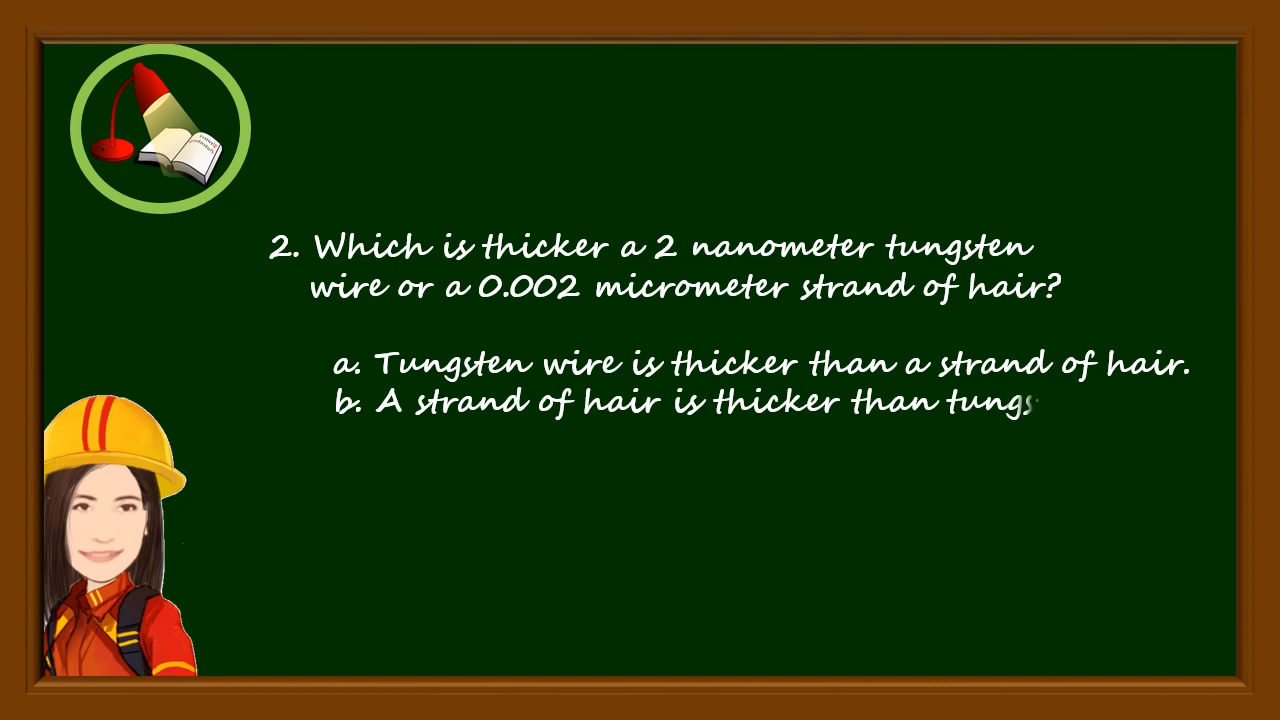 2. Which is thicker a 2 nanometer tungsten
wire or a 0.002 micrometer strand of hair?
a. Tungsten wire is thicker than a strand of hair.
b. A strand of hair is thicker than tungs